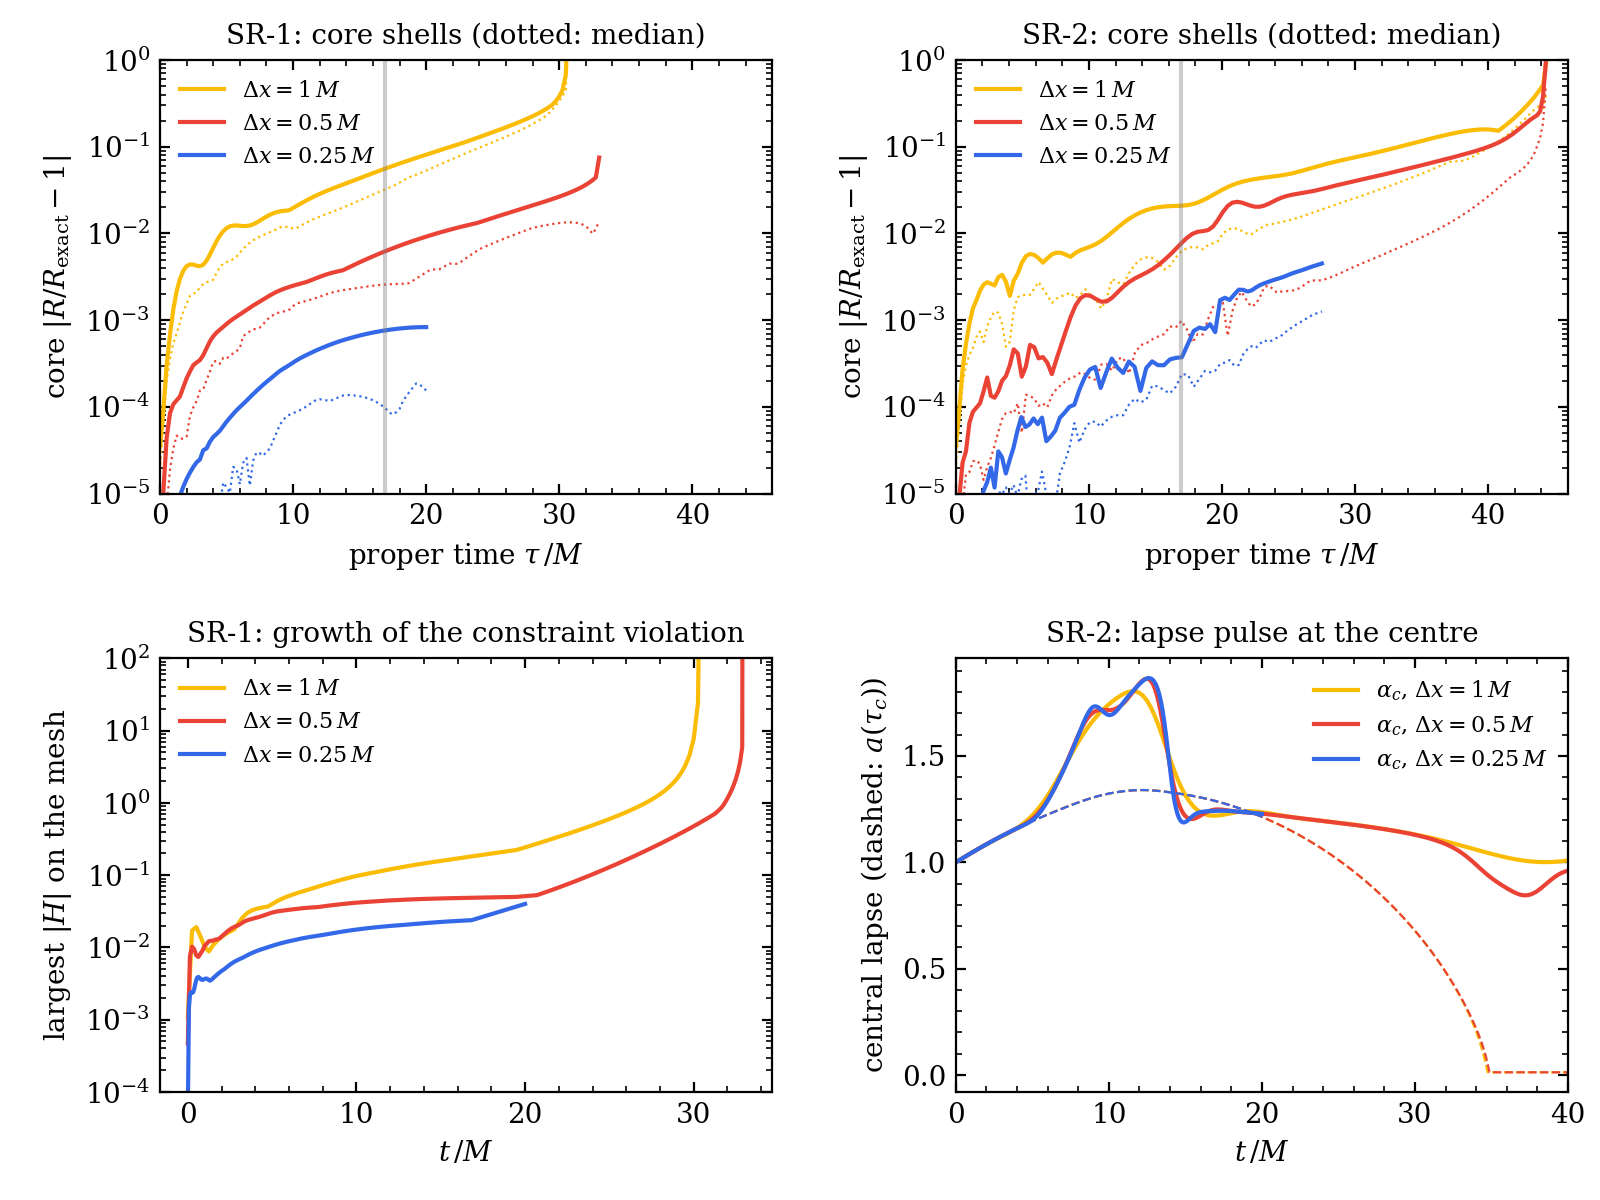 SR-1: core shells (dotted: median)
core |R/R_exact − 1|
10^0
10^−1
10^−2
10^−3
10^−4
10^−5
Δx = 1 M
Δx = 0.5 M
Δx = 0.25 M
0 10 20 30 40
proper time τ/M
SR-2: core shells (dotted: median)
core |R/R_exact − 1|
10^0
10^−1
10^−2
10^−3
10^−4
10^−5
Δx = 1 M
Δx = 0.5 M
Δx = 0.25 M
0 10 20 30 40
proper time τ/M
SR-1: growth of the constraint violation
largest |H| on the mesh
10^2
10^1
10^0
10^−1
10^−2
10^−3
10^−4
Δx = 1 M
Δx = 0.5 M
Δx = 0.25 M
0 10 20 30
t/M
SR-2: lapse pulse at the centre
central lapse (dashed: a(τ_c))
1.5
1.0
0.5
0.0
α_c, Δx = 1 M
α_c, Δx = 0.5 M
α_c, Δx = 0.25 M
0 10 20 30 40
t/M